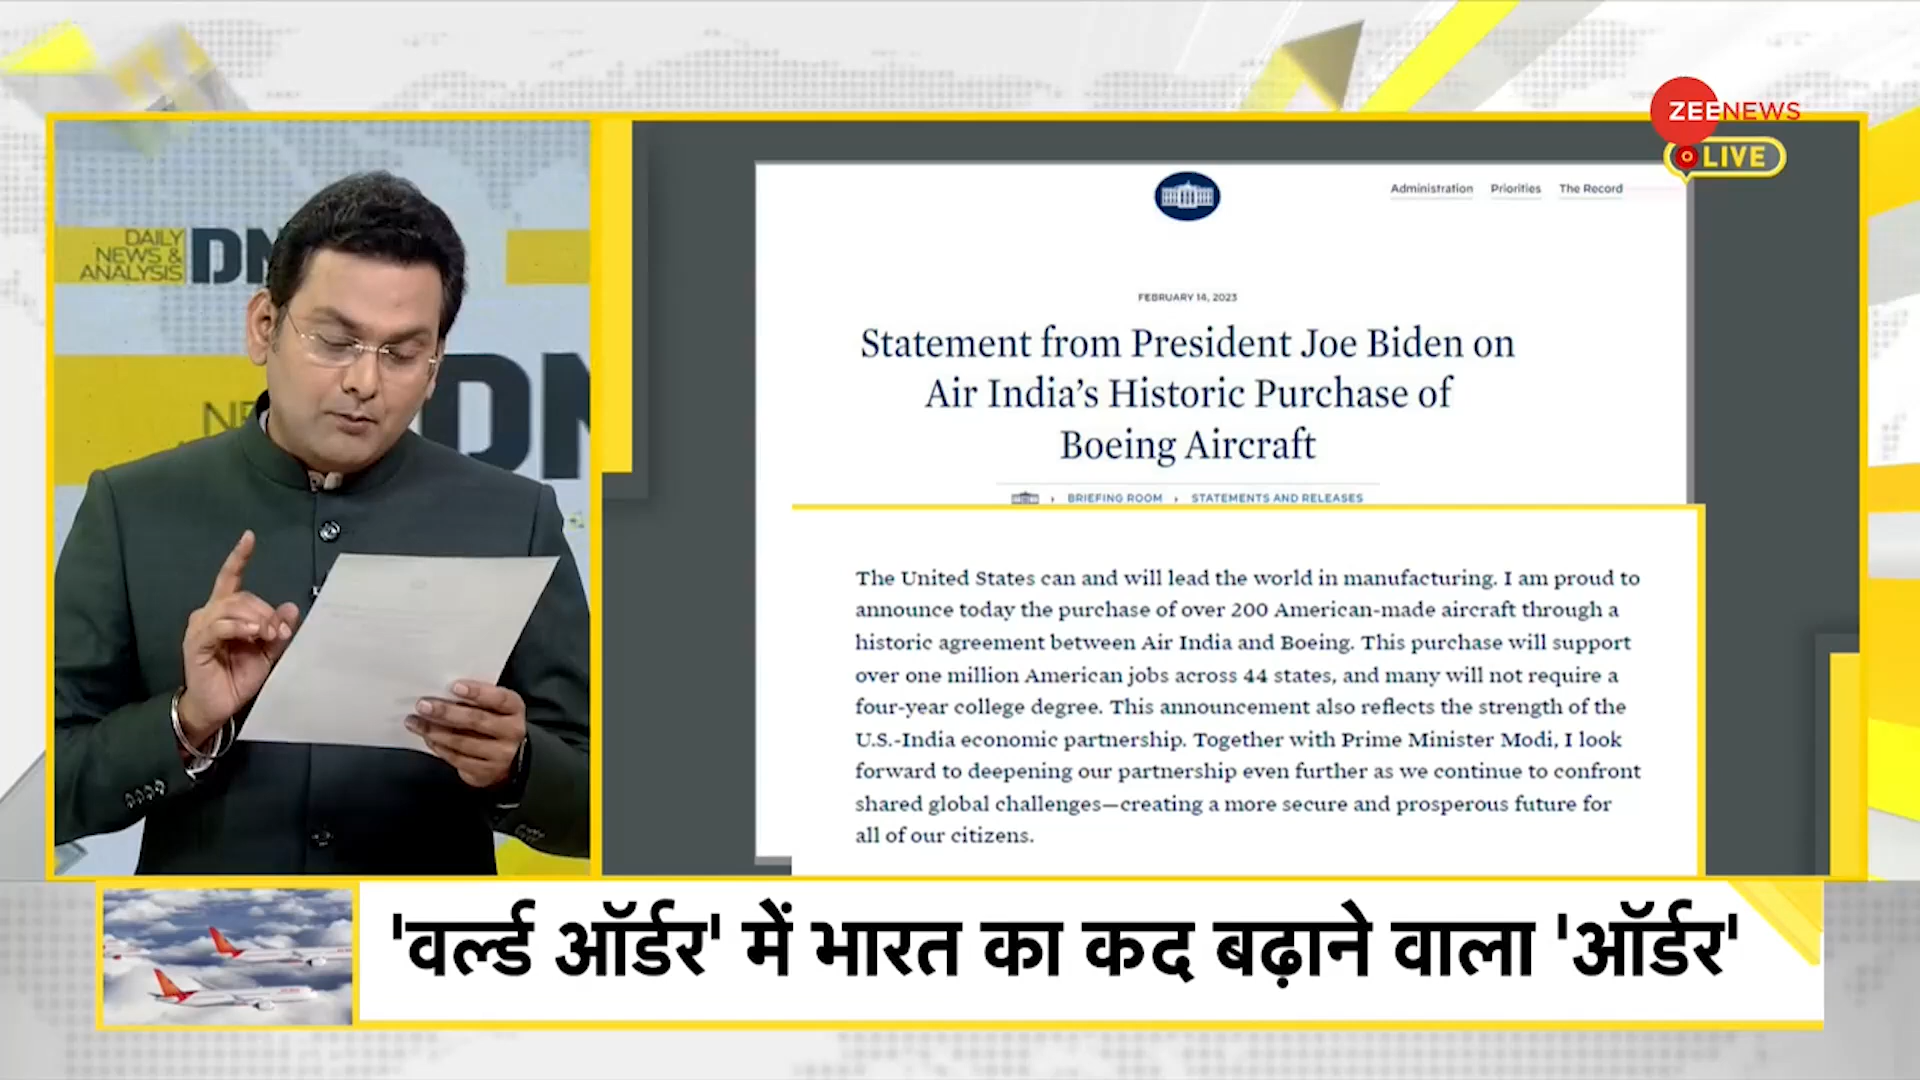 ZEENEWS
LIVE
DAILY
NEWS &
ANALYSIS
DN
DN
Administration Priorities The Record
FEBRUARY 14, 2023
Statement from President Joe Biden on
Air India's Historic Purchase of
Boeing Aircraft
BRIEFING ROOM › STATEMENTS AND RELEASES
The United States can and will lead the world in manufacturing. I am proud to
announce today the purchase of over 200 American-made aircraft through a
historic agreement between Air India and Boeing. This purchase will support
over one million American jobs across 44 states, and many will not require a
four-year college degree. This announcement also reflects the strength of the
U.S.-India economic partnership. Together with Prime Minister Modi, I look
forward to deepening our partnership even further as we continue to confront
shared global challenges—creating a more secure and prosperous future for
all of our citizens.
'वर्ल्ड ऑर्डर' में भारत का कद बढ़ाने वाला 'ऑर्डर'